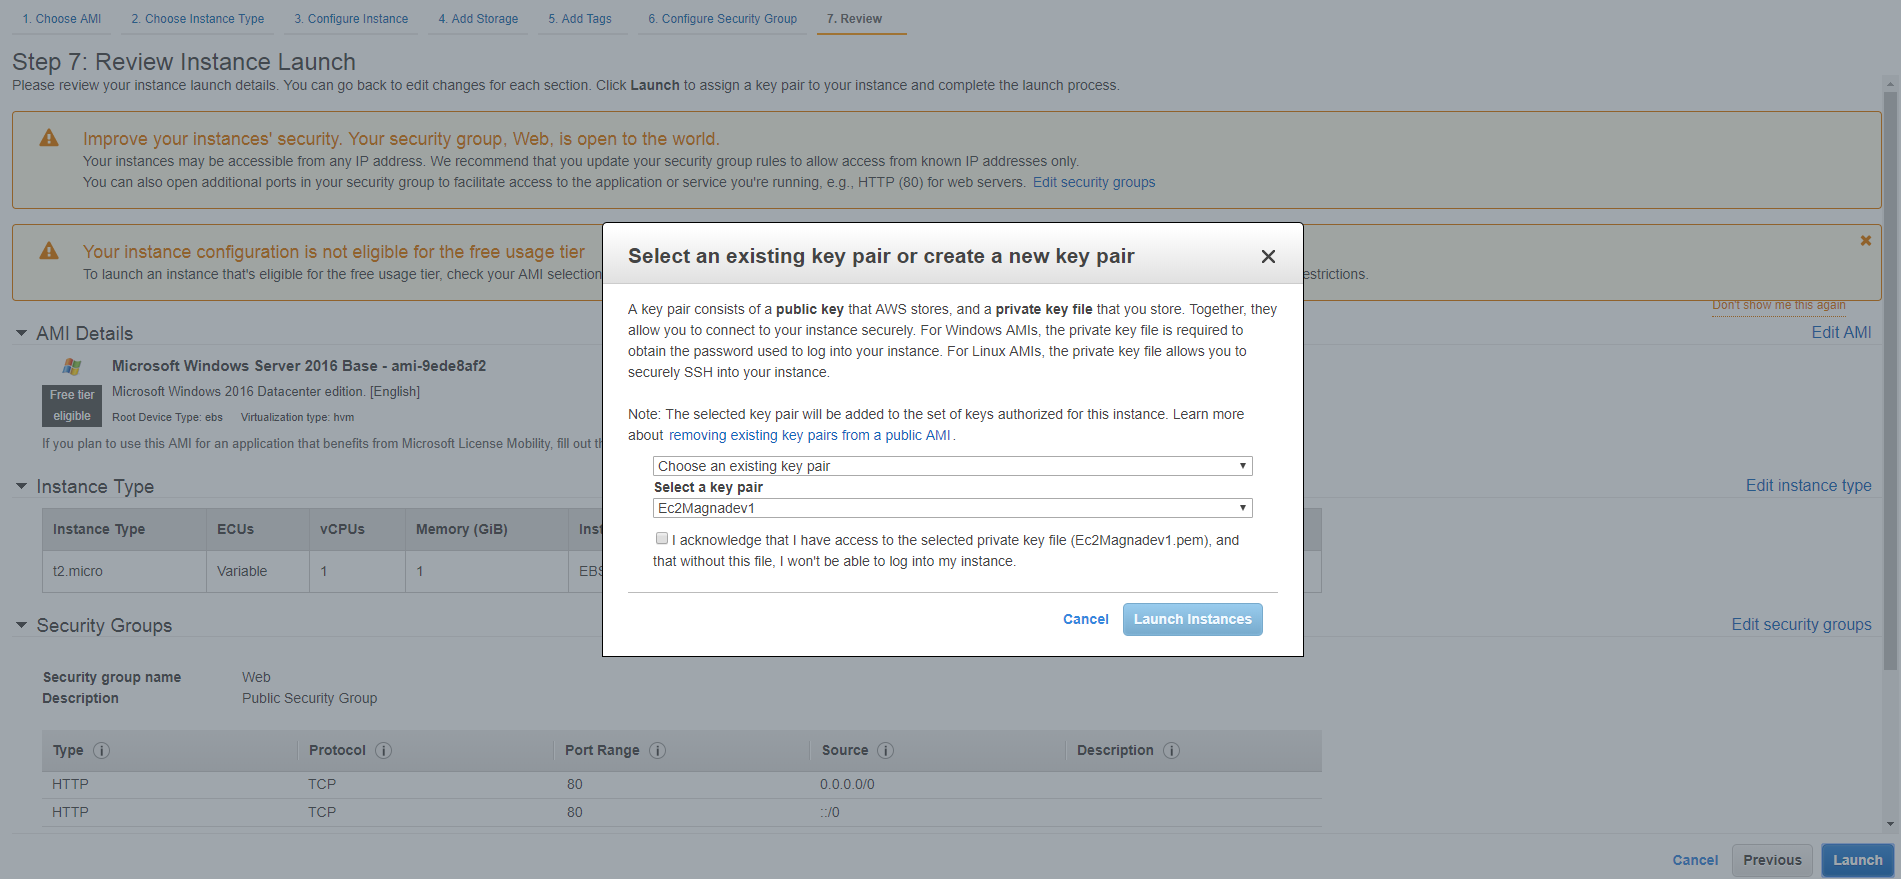 1. Choose AMI 2. Choose Instance Type 3. Configure Instance 4. Add Storage 5. Add Tags 6. Configure Security Group 7. Review
Step 7: Review Instance Launch
Please review your instance launch details. You can go back to edit changes for each section. Click Launch to assign a key pair to your instance and complete the launch process.
Improve your instances' security. Your security group, Web, is open to the world.
Your instances may be accessible from any IP address. We recommend that you update your security group rules to allow access from known IP addresses only.
You can also open additional ports in your security group to facilitate access to the application or service you're running, e.g., HTTP (80) for web servers. Edit security groups
Your instance configuration is not eligible for the free usage tier
To launch an instance that's eligible for the free usage tier, check your AMI selection
estrictions.
Don't show me this again
AMI Details
Edit AMI
Microsoft Windows Server 2016 Base - ami-9ede8af2
Free tier eligible
Microsoft Windows 2016 Datacenter edition. [English]
Root Device Type: ebs Virtualization type: hvm
If you plan to use this AMI for an application that benefits from Microsoft License Mobility, fill out th
Instance Type
Edit instance type
Instance Type ECUs vCPUs Memory (GiB) Inst
t2.micro Variable 1 1 EBS
Security Groups
Edit security groups
Security group name Web
Description Public Security Group
Type i Protocol i Port Range i Source i Description i
HTTP TCP 80 0.0.0.0/0
HTTP TCP 80 ::/0
Cancel Previous Launch
Select an existing key pair or create a new key pair
A key pair consists of a public key that AWS stores, and a private key file that you store. Together, they
allow you to connect to your instance securely. For Windows AMIs, the private key file is required to
obtain the password used to log into your instance. For Linux AMIs, the private key file allows you to
securely SSH into your instance.
Note: The selected key pair will be added to the set of keys authorized for this instance. Learn more
about removing existing key pairs from a public AMI.
Choose an existing key pair
Select a key pair
Ec2Magnadev1
I acknowledge that I have access to the selected private key file (Ec2Magnadev1.pem), and
that without this file, I won't be able to log into my instance.
Cancel Launch Instances